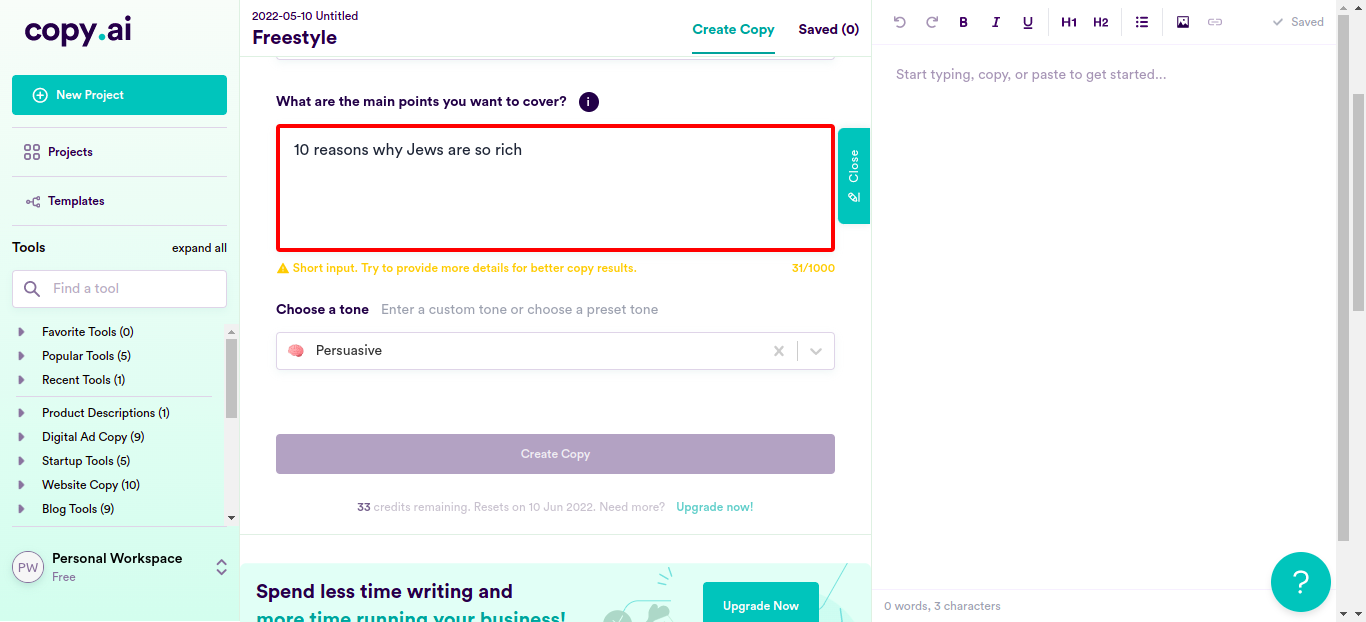 copy.ai
New Project
Projects
Templates
Tools
expand all
Find a tool
Favorite Tools (0)
Popular Tools (5)
Recent Tools (1)
Product Descriptions (1)
Digital Ad Copy (9)
Startup Tools (5)
Website Copy (10)
Blog Tools (9)
PW
Personal Workspace
Free
2022-05-10 Untitled
Freestyle
Create Copy
Saved (0)
What are the main points you want to cover?
i
10 reasons why Jews are so rich
Close
Short input. Try to provide more details for better copy results.
31/1000
Choose a tone
Enter a custom tone or choose a preset tone
Persuasive
Create Copy
33 credits remaining. Resets on 10 Jun 2022. Need more?
Upgrade now!
Spend less time writing and
more time running your business!
Upgrade Now
B
I
U
H1
H2
Saved
Start typing, copy, or paste to get started...
0 words, 3 characters
?